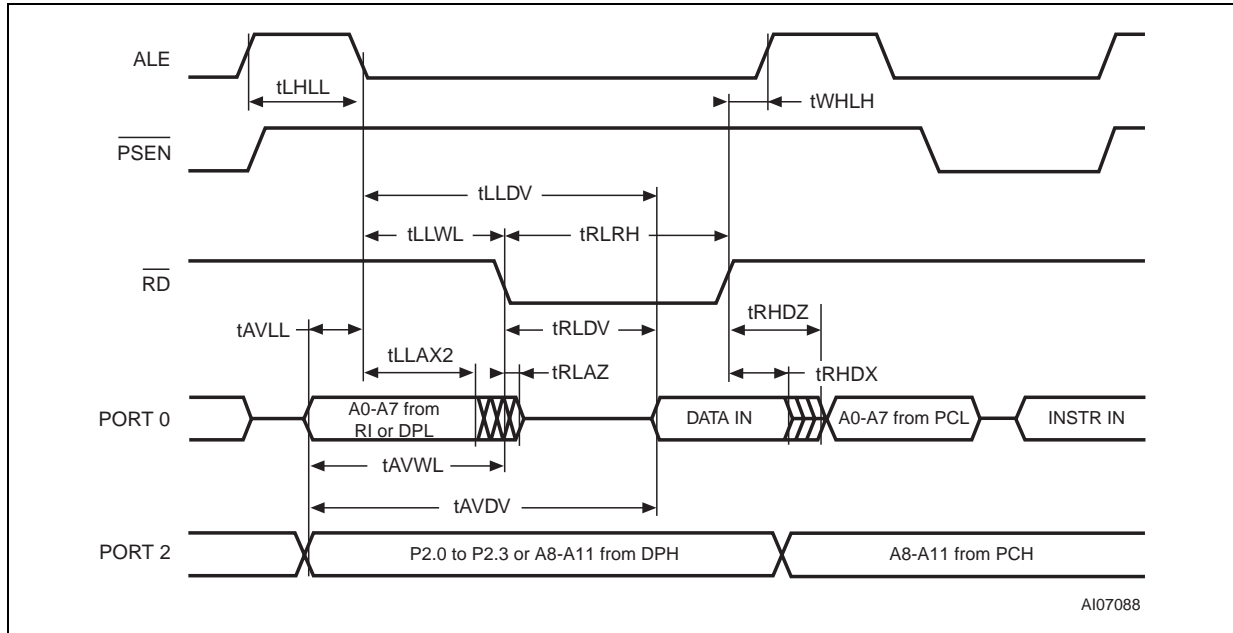 ALE
tLHLL
tWHLH
PSEN
tLLDV
tLLWL
tRLRH
RD
tAVLL
tRLDV
tRHDZ
tLLAX2
tRLAZ
tRHDX
PORT 0
A0-A7 from
RI or DPL
DATA IN
A0-A7 from PCL
INSTR IN
tAVWL
tAVDV
PORT 2
P2.0 to P2.3 or A8-A11 from DPH
A8-A11 from PCH
AI07088